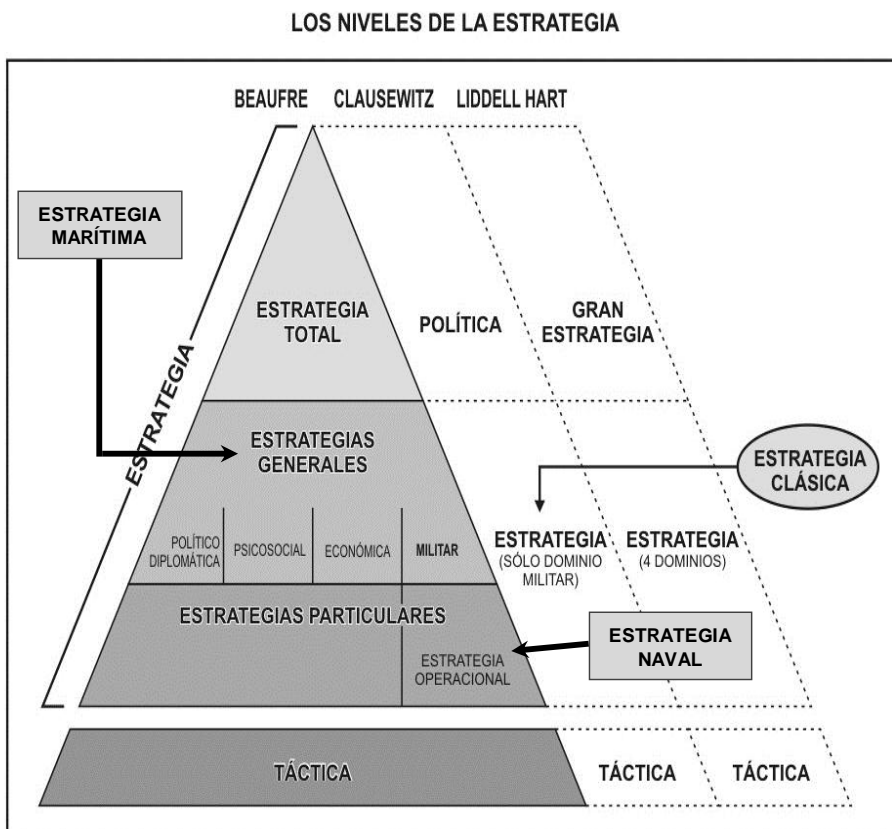 LOS NIVELES DE LA ESTRATEGIA
BEAUFRE CLAUSEWITZ LIDDELL HART
ESTRATEGIA
MARÍTIMA
ESTRATEGIA
ESTRATEGIA
TOTAL
POLÍTICA
GRAN
ESTRATEGIA
ESTRATEGIAS
GENERALES
ESTRATEGIA
CLÁSICA
POLÍTICO
DIPLOMÁTICA
PSICOSOCIAL
ECONÓMICA
MILITAR
ESTRATEGIA
(SÓLO DOMINIO
MILITAR)
ESTRATEGIA
(4 DOMINIOS)
ESTRATEGIAS PARTICULARES
ESTRATEGIA
OPERACIONAL
ESTRATEGIA
NAVAL
TÁCTICA
TÁCTICA
TÁCTICA